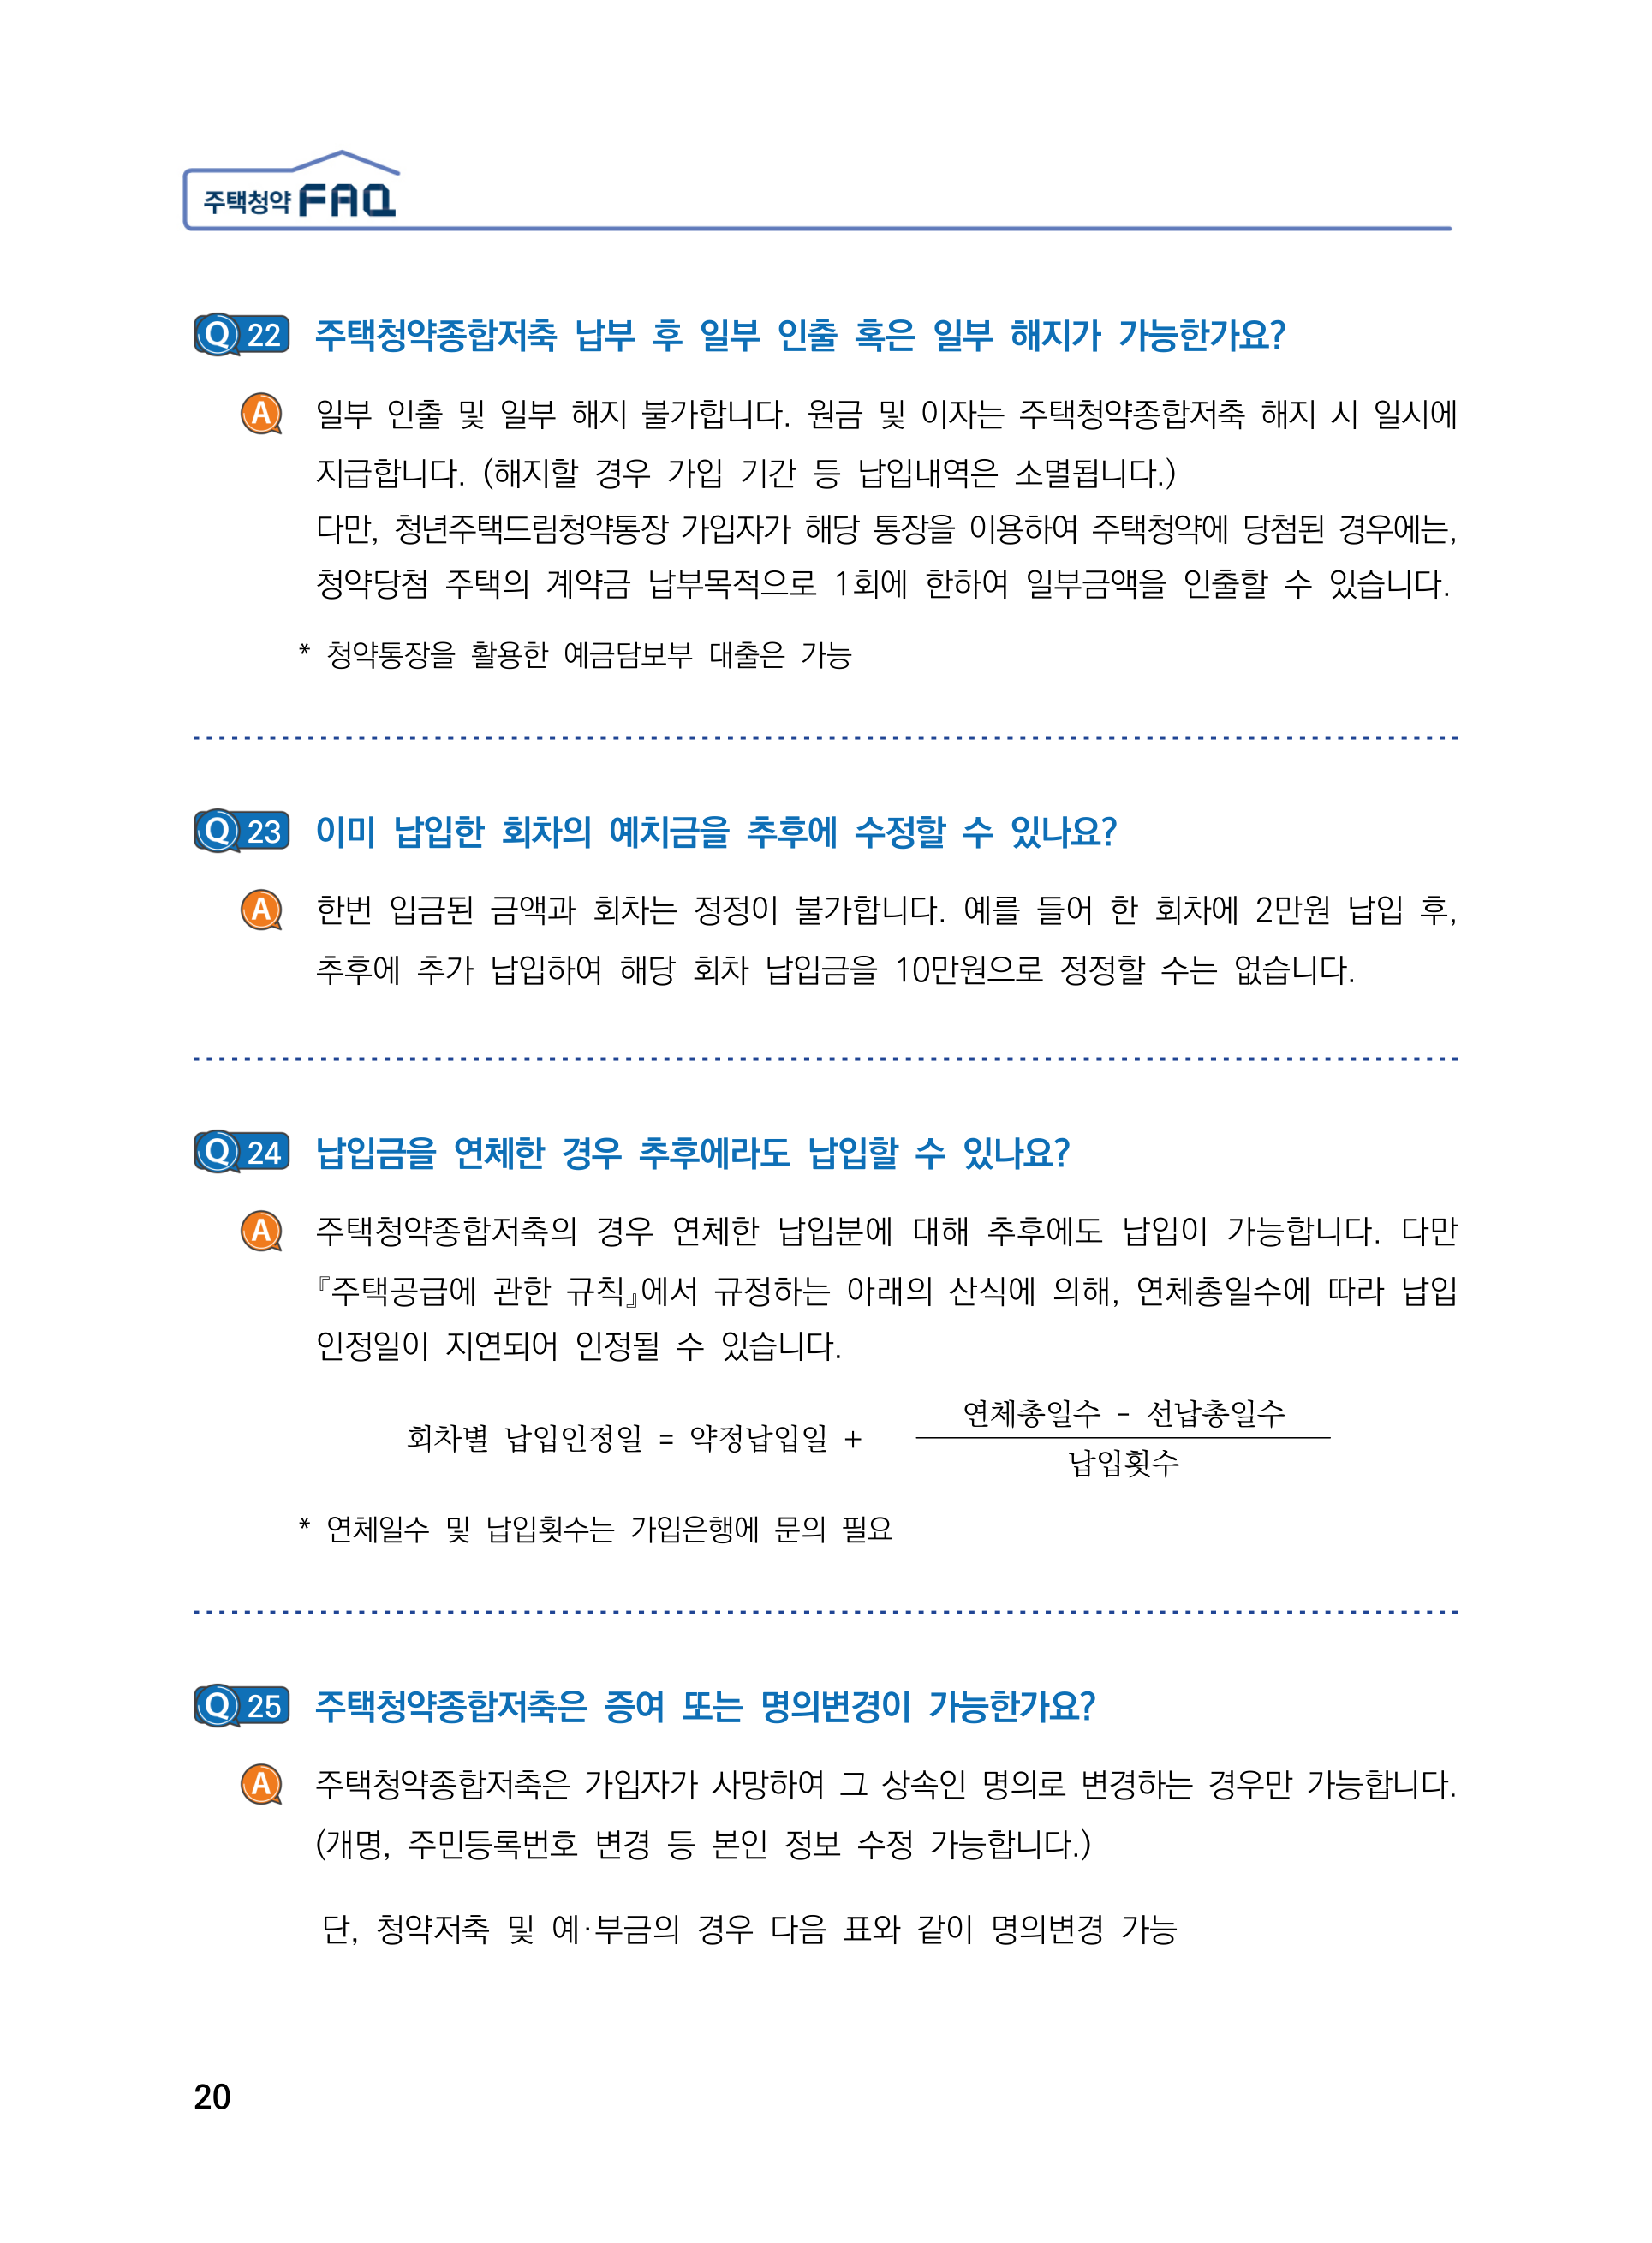 주택청약 FAQ
Q 22 주택청약종합저축 납부 후 일부 인출 혹은 일부 해지가 가능한가요?
A 일부 인출 및 일부 해지 불가합니다. 원금 및 이자는 주택청약종합저축 해지 시 일시에
지급합니다. (해지할 경우 가입 기간 등 납입내역은 소멸됩니다.)
다만, 청년주택드림청약통장 가입자가 해당 통장을 이용하여 주택청약에 당첨된 경우에는,
청약당첨 주택의 계약금 납부목적으로 1회에 한하여 일부금액을 인출할 수 있습니다.
* 청약통장을 활용한 예금담보부 대출은 가능
Q 23 이미 납입한 회차의 예치금을 추후에 수정할 수 있나요?
A 한번 입금된 금액과 회차는 정정이 불가합니다. 예를 들어 한 회차에 2만원 납입 후,
추후에 추가 납입하여 해당 회차 납입금을 10만원으로 정정할 수는 없습니다.
Q 24 납입금을 연체한 경우 추후에라도 납입할 수 있나요?
A 주택청약종합저축의 경우 연체한 납입분에 대해 추후에도 납입이 가능합니다. 다만
『주택공급에 관한 규칙』에서 규정하는 아래의 산식에 의해, 연체총일수에 따라 납입
인정일이 지연되어 인정될 수 있습니다.
연체총일수 - 선납총일수
회차별 납입인정일 = 약정납입일 +
납입횟수
* 연체일수 및 납입횟수는 가입은행에 문의 필요
Q 25 주택청약종합저축은 증여 또는 명의변경이 가능한가요?
A 주택청약종합저축은 가입자가 사망하여 그 상속인 명의로 변경하는 경우만 가능합니다.
(개명, 주민등록번호 변경 등 본인 정보 수정 가능합니다.)
단, 청약저축 및 예·부금의 경우 다음 표와 같이 명의변경 가능
20